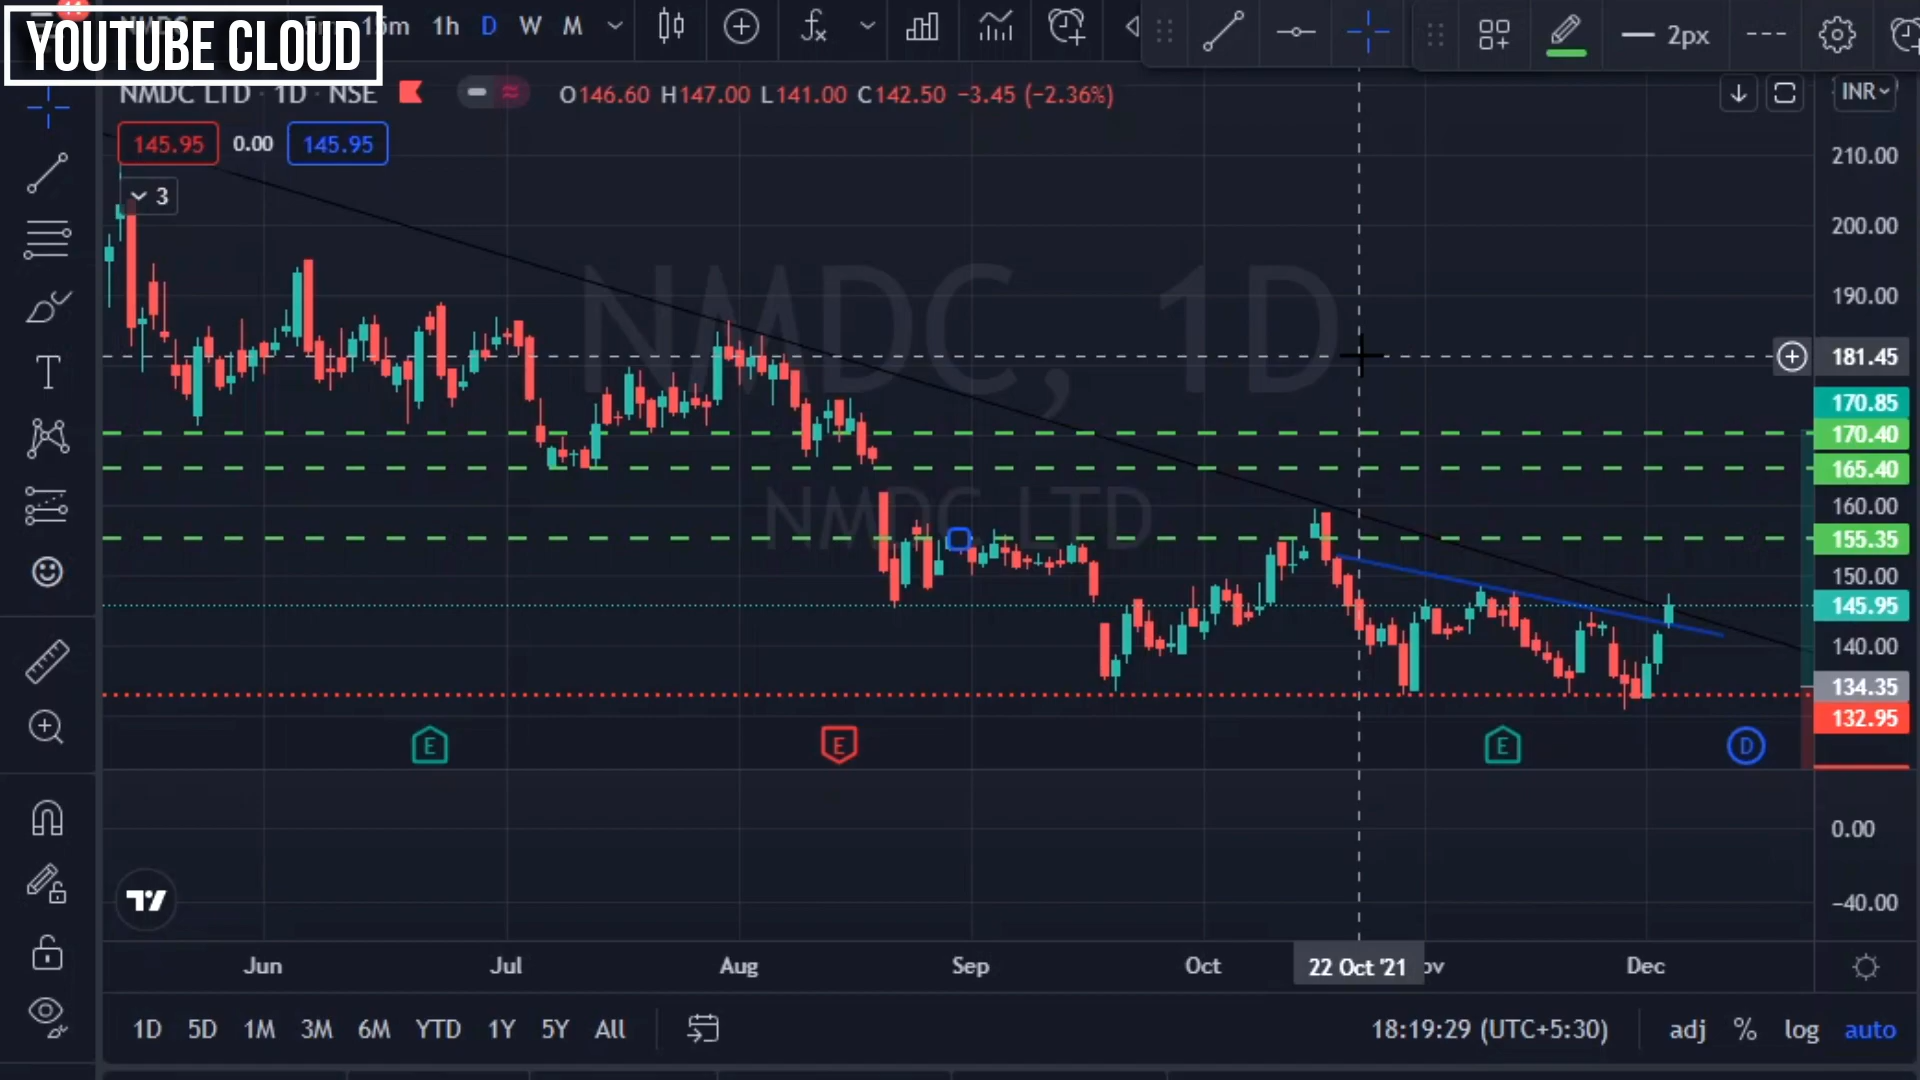 YOUTUBE CLOUD
15m 1h D W M
2px
NMDC LTD · 1D · NSE
O146.60 H147.00 L141.00 C142.50 −3.45 (−2.36%)
INR
145.95 0.00 145.95
3
210.00
200.00
190.00
181.45
170.85
170.40
165.40
160.00
155.35
150.00
145.95
140.00
134.35
132.95
NMDC, 1D
NMDC LTD
E E E D
0.00
−40.00
Jun Jul Aug Sep Oct 22 Oct '21 Dec
1D 5D 1M 3M 6M YTD 1Y 5Y All
18:19:29 (UTC+5:30) adj % log auto